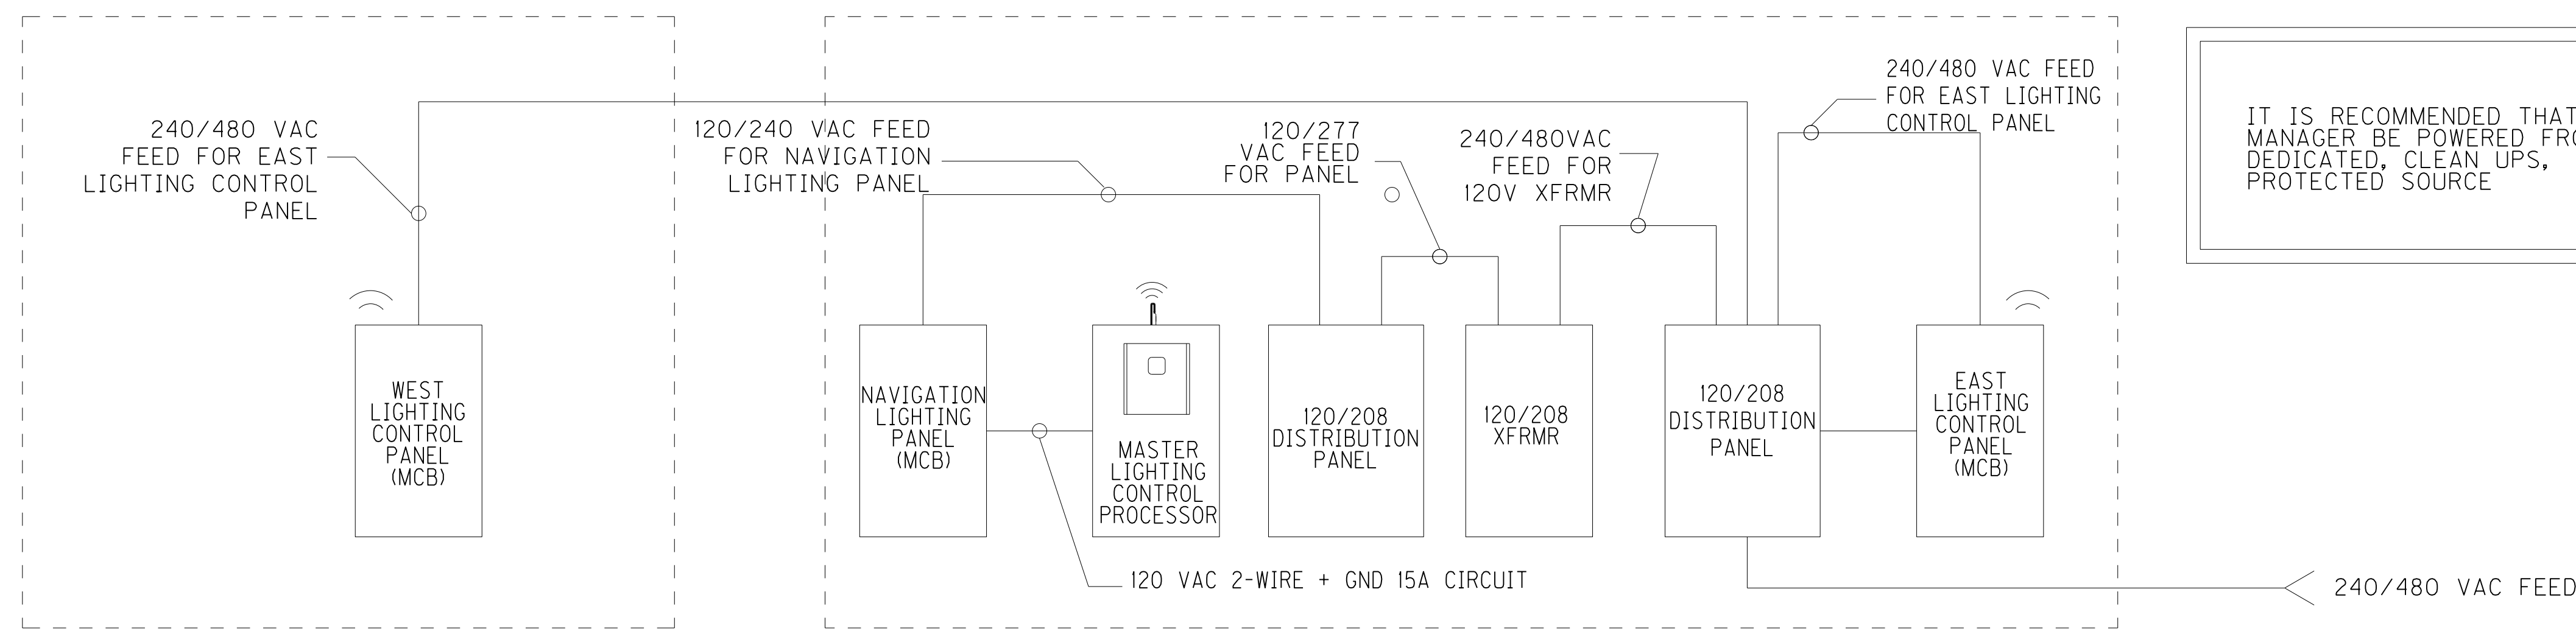 240/480 VAC
FEED FOR EAST
LIGHTING CONTROL
PANEL
120/240 VAC FEED
FOR NAVIGATION
LIGHTING PANEL
120/277
VAC FEED
FOR PANEL
240/480VAC
FEED FOR
120V XFRMR
240/480 VAC FEED
FOR EAST LIGHTING
CONTROL PANEL
IT IS RECOMMENDED THAT
MANAGER BE POWERED FRO
DEDICATED, CLEAN UPS,
PROTECTED SOURCE
WEST
LIGHTING
CONTROL
PANEL
(MCB)
NAVIGATION
LIGHTING
PANEL
(MCB)
MASTER
LIGHTING
CONTROL
PROCESSOR
120/208
DISTRIBUTION
PANEL
120/208
XFRMR
120/208
DISTRIBUTION
PANEL
EAST
LIGHTING
CONTROL
PANEL
(MCB)
120 VAC 2-WIRE + GND 15A CIRCUIT
240/480 VAC FEED